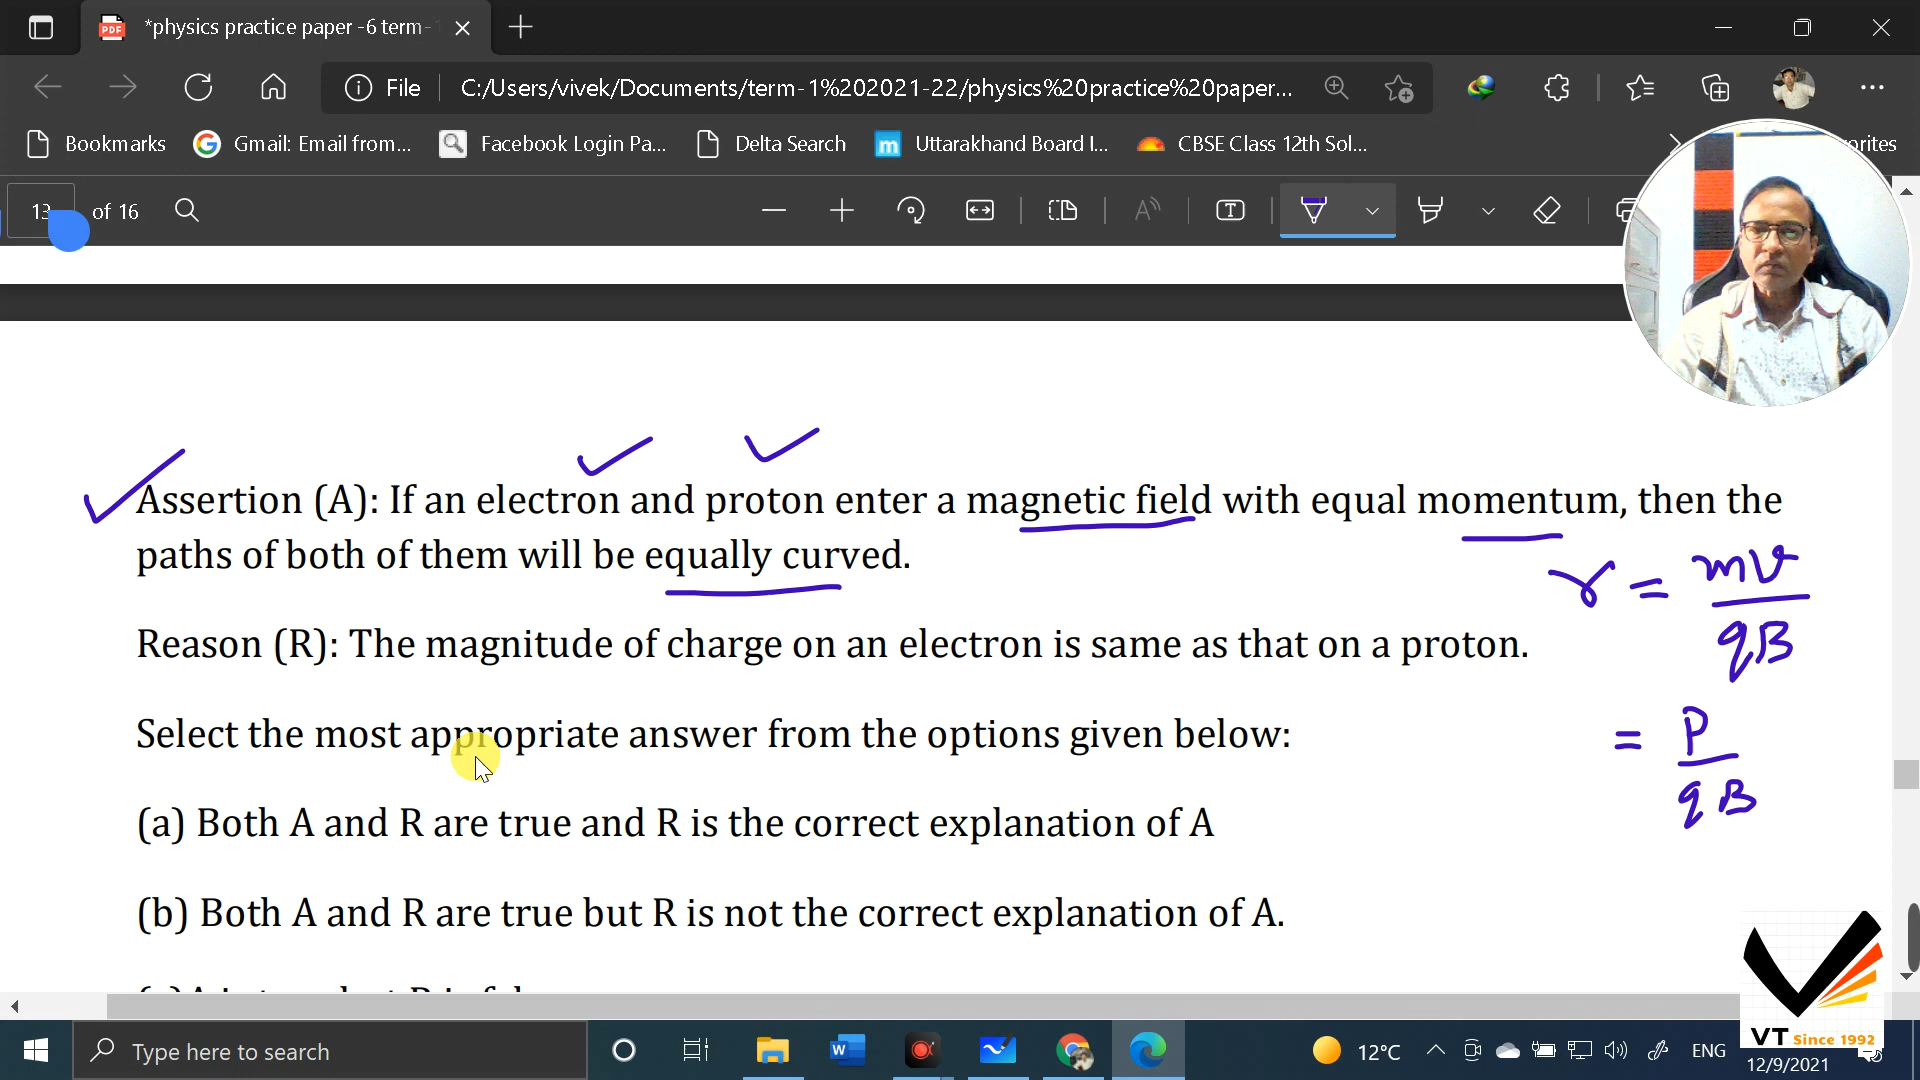 *physics practice paper -6 term-
File
C:/Users/vivek/Documents/term-1%202021-22/physics%20practice%20paper...
Bookmarks
Gmail: Email from...
Facebook Login Pa...
Delta Search
Uttarakhand Board I...
CBSE Class 12th Sol...
orites
13 of 16
Assertion (A): If an electron and proton enter a magnetic field with equal momentum, then the
paths of both of them will be equally curved.
r = mv / qB
Reason (R): The magnitude of charge on an electron is same as that on a proton.
Select the most appropriate answer from the options given below:
= P / qB
(a) Both A and R are true and R is the correct explanation of A
(b) Both A and R are true but R is not the correct explanation of A.
VT Since 1992
Type here to search
12°C
ENG
12/9/2021